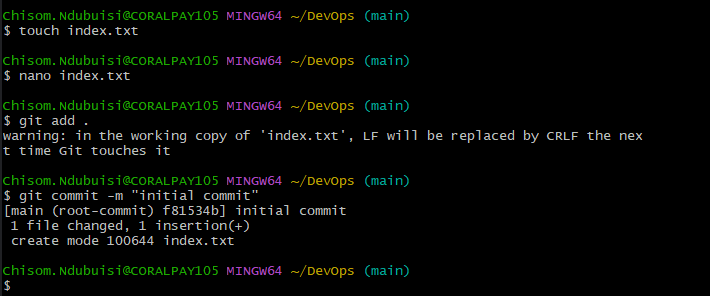 Chisom.Ndubuisi@CORALPAY105 MINGW64 ~/DevOps (main)
$ touch index.txt
Chisom.Ndubuisi@CORALPAY105 MINGW64 ~/DevOps (main)
$ nano index.txt
Chisom.Ndubuisi@CORALPAY105 MINGW64 ~/DevOps (main)
$ git add .
warning: in the working copy of 'index.txt', LF will be replaced by CRLF the nex
t time Git touches it
Chisom.Ndubuisi@CORALPAY105 MINGW64 ~/DevOps (main)
$ git commit -m "initial commit"
[main (root-commit) f81534b] initial commit
 1 file changed, 1 insertion(+)
 create mode 100644 index.txt
Chisom.Ndubuisi@CORALPAY105 MINGW64 ~/DevOps (main)
$